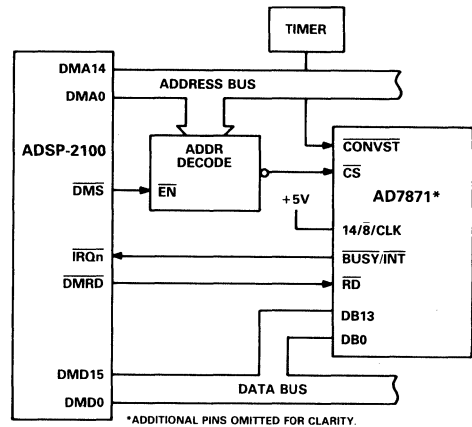 TIMER
DMA14
ADDRESS BUS
DMA0
ADSP-2100
ADDR
DECODE
CONVST
CS
DMS
EN
+5V
AD7871*
14/8/CLK
IRQn
BUSY/INT
DMRD
RD
DB13
DB0
DMD15
DATA BUS
DMD0
*ADDITIONAL PINS OMITTED FOR CLARITY.